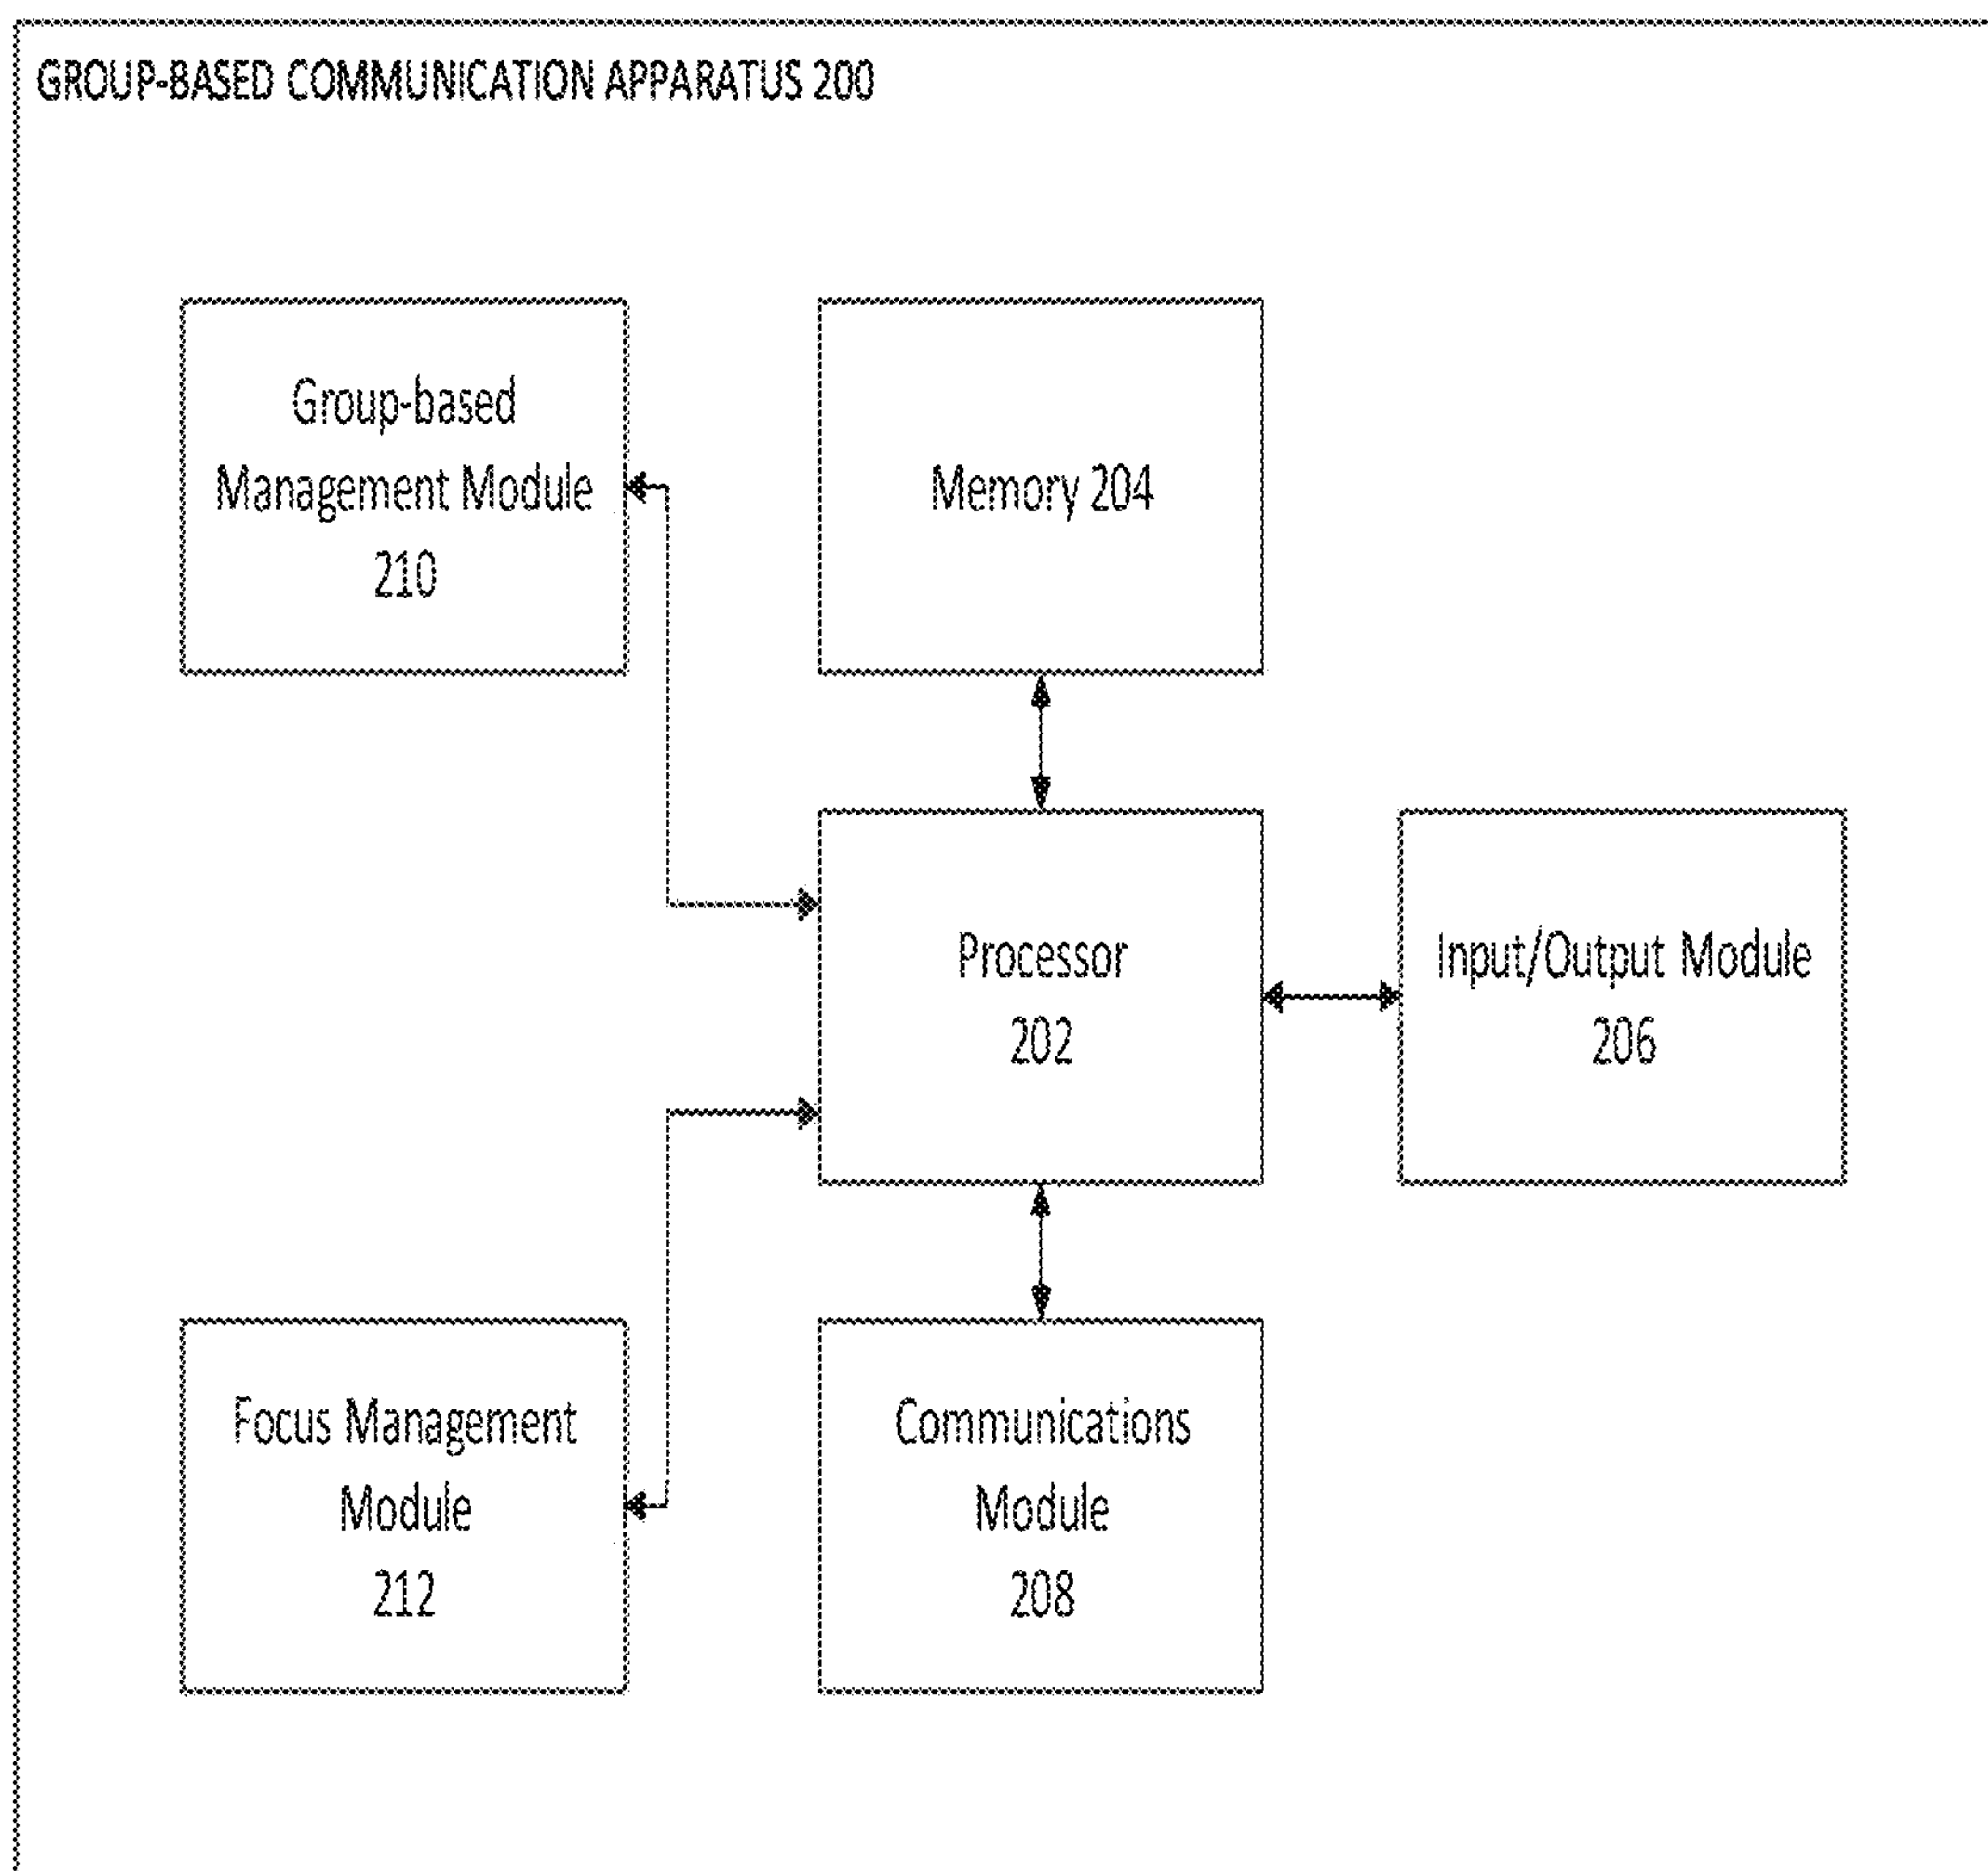 GROUP-BASED COMMUNICATION APPARATUS 200
Group-based
Management Module
210
Memory 204
Processor
202
Input/Output Module
206
Focus Management
Module
212
Communications
Module
208